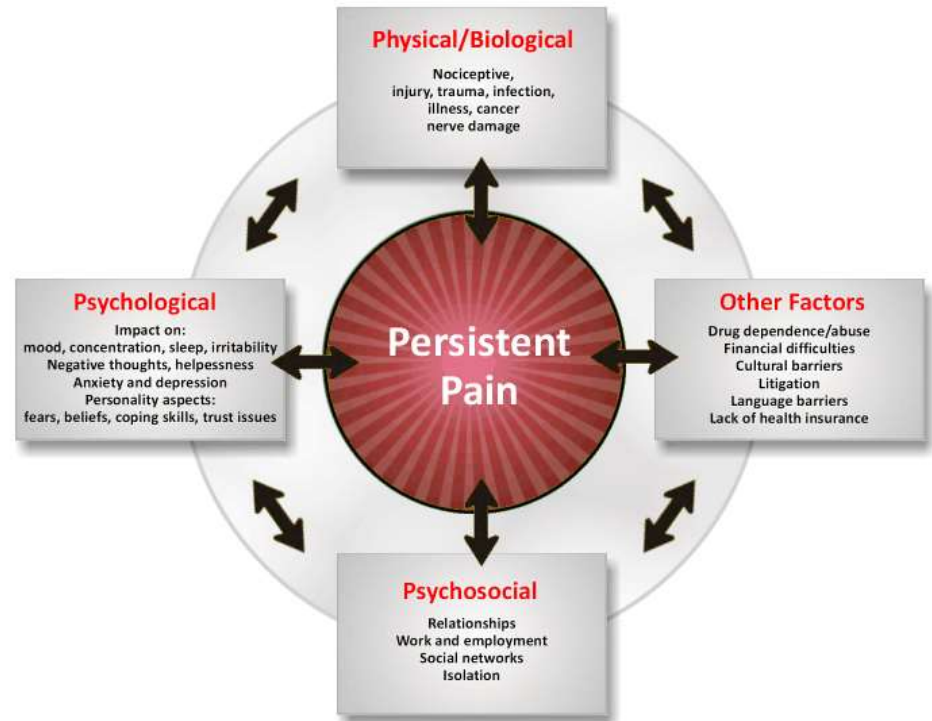 Physical/Biological
Nociceptive,
injury, trauma, infection,
illness, cancer
nerve damage
Psychological
Impact on:
mood, concentration, sleep, irritability
Negative thoughts, helpessness
Anxiety and depression
Personality aspects:
fears, beliefs, coping skills, trust issues
Persistent
Pain
Other Factors
Drug dependence/abuse
Financial difficulties
Cultural barriers
Litigation
Language barriers
Lack of health insurance
Psychosocial
Relationships
Work and employment
Social networks
Isolation